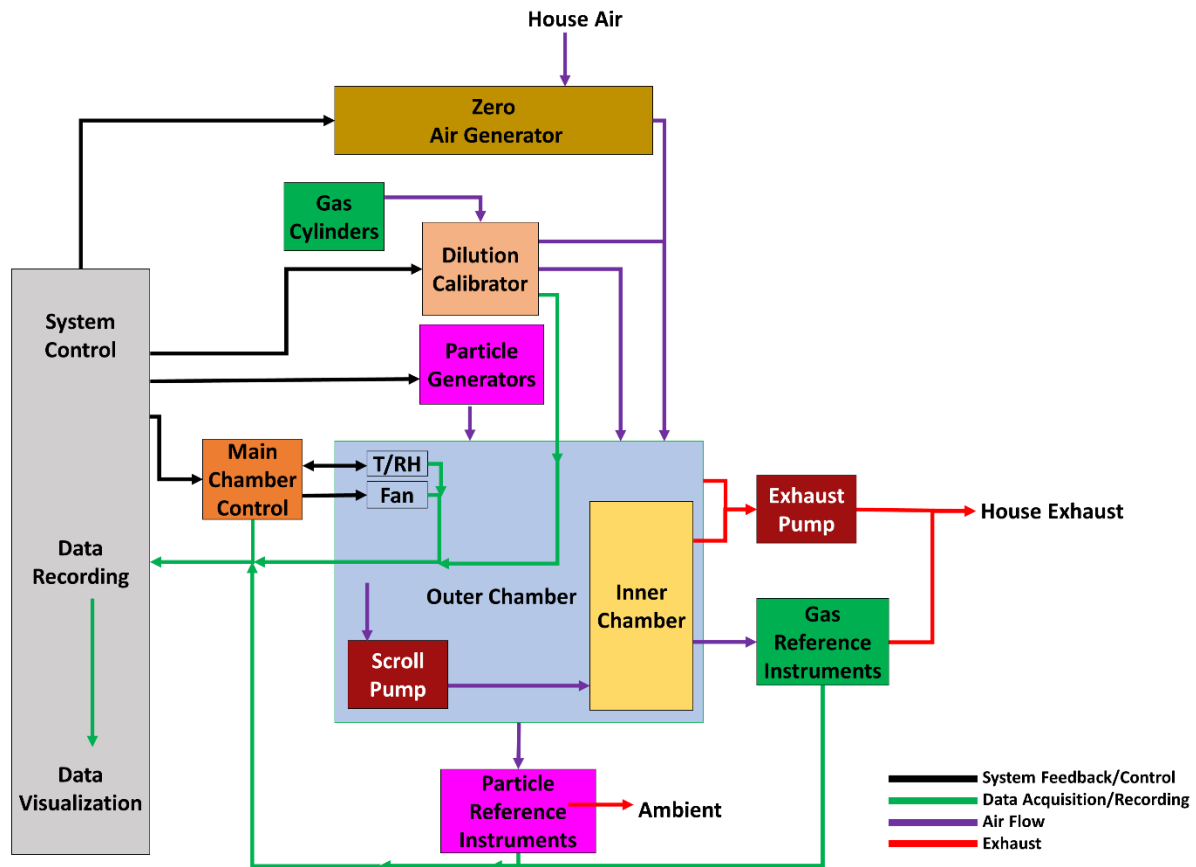 House Air
Zero
Air Generator
Gas
Cylinders
Dilution
Calibrator
System
Control
Particle
Generators
Main
Chamber
Control
T/RH
Fan
Exhaust
Pump
House Exhaust
Data
Recording
Outer Chamber
Inner
Chamber
Gas
Reference
Instruments
Scroll
Pump
Data
Visualization
Particle
Reference
Instruments
Ambient
System Feedback/Control
Data Acquisition/Recording
Air Flow
Exhaust